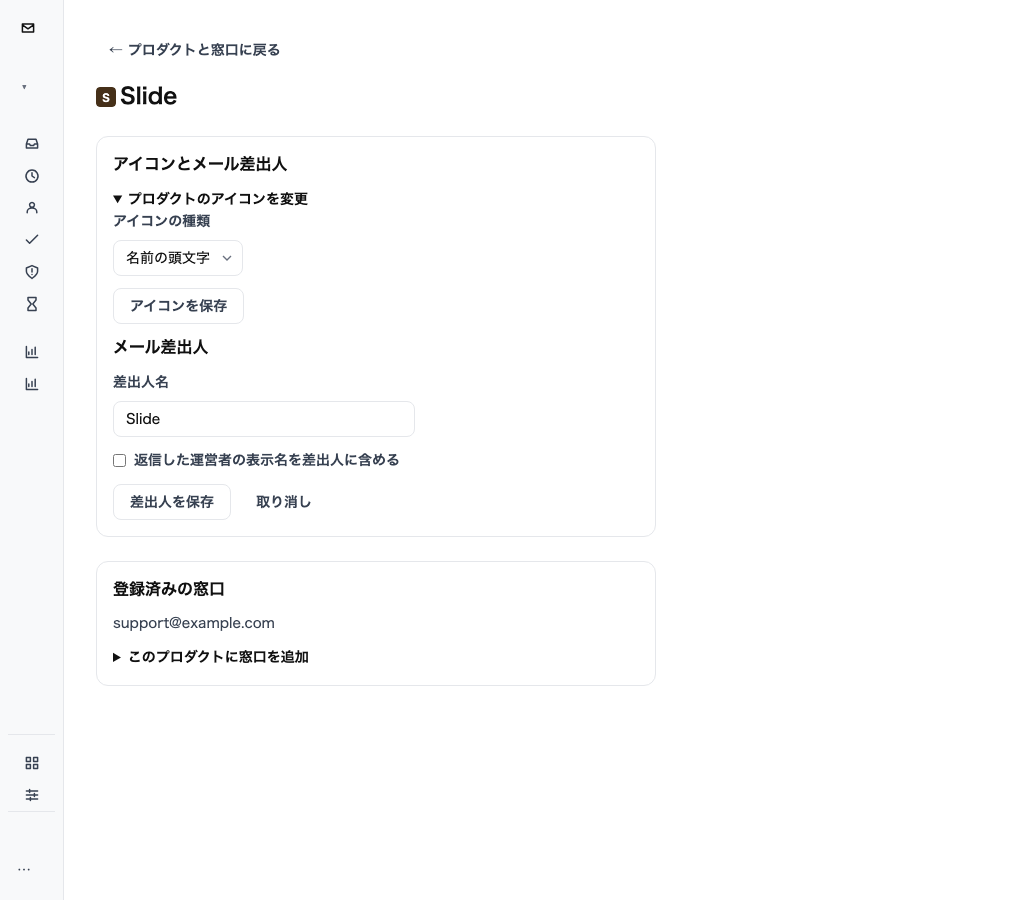 ← プロダクトと窓口に戻る
S Slide
アイコンとメール差出人
▼ プロダクトのアイコンを変更
アイコンの種類
名前の頭文字
アイコンを保存
メール差出人
差出人名
Slide
返信した運営者の表示名を差出人に含める
差出人を保存 取り消し
登録済みの窓口
support@example.com
▶ このプロダクトに窓口を追加